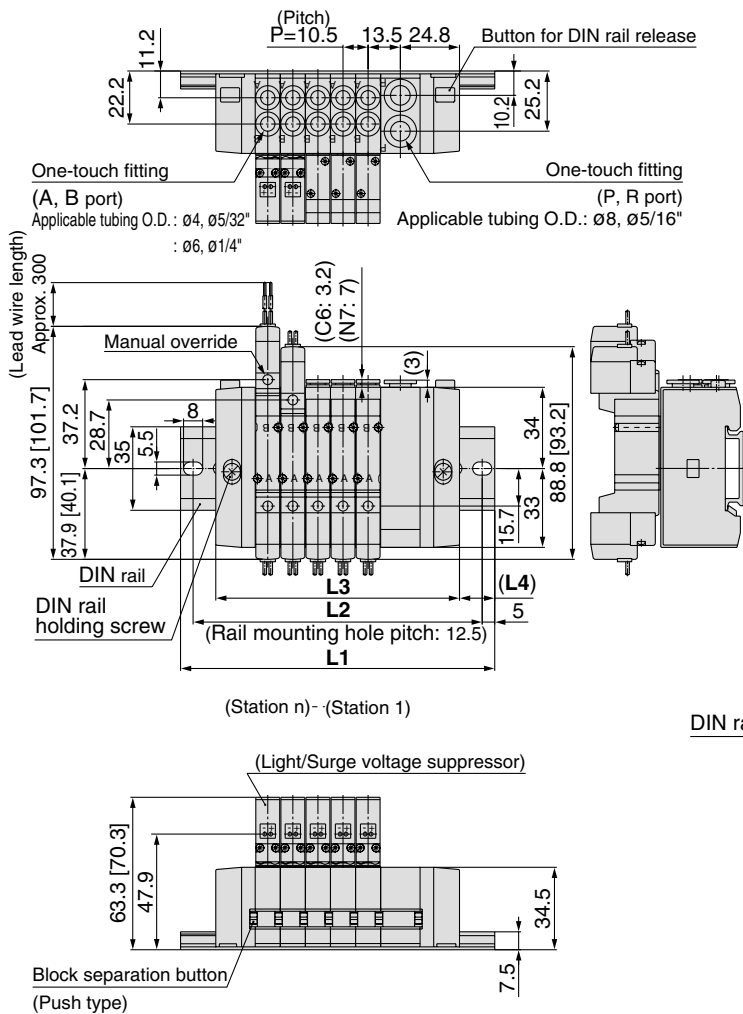 (Pitch)
P=10.5 13.5 24.8
Button for DIN rail release
11.2
22.2
10.2
25.2
One-touch fitting
(A, B port)
Applicable tubing O.D. : ø4, ø5/32"
: ø6, ø1/4"
One-touch fitting
(P, R port)
Applicable tubing O.D.: ø8, ø5/16"
(Lead wire length)
Approx. 300
(C6: 3.2)
(N7: 7)
(3)
Manual override
97.3 [101.7]
37.9 [40.1]
37.2
28.7
35
8
5.5
B B B B B
A A A A A
34
33
15.7
88.8 [93.2]
DIN rail
DIN rail
holding screw
L3
(L4)
L2
5
(Rail mounting hole pitch: 12.5)
L1
(Station n)- -(Station 1)
DIN ra
(Light/Surge voltage suppressor)
63.3 [70.3]
47.9
34.5
7.5
Block separation button
(Push type)